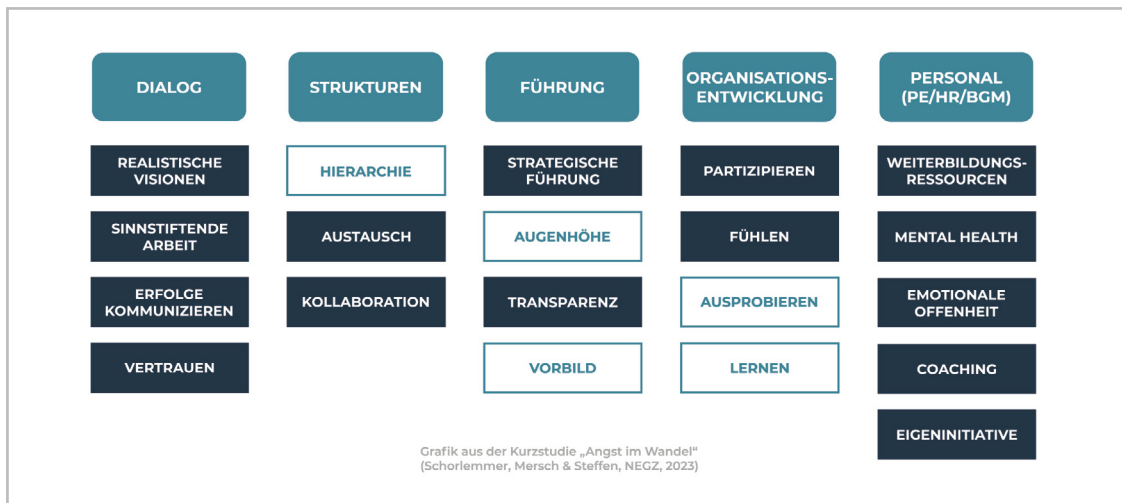 DIALOG
REALISTISCHE
VISIONEN
SINNSTIFTENDE
ARBEIT
ERFOLGE
KOMMUNIZIEREN
VERTRAUEN
STRUKTUREN
HIERARCHIE
AUSTAUSCH
KOLLABORATION
FÜHRUNG
STRATEGISCHE
FÜHRUNG
AUGENHÖHE
TRANSPARENZ
VORBILD
ORGANISATIONS-
ENTWICKLUNG
PARTIZIPIEREN
FÜHLEN
AUSPROBIEREN
LERNEN
PERSONAL
(PE/HR/BGM)
WEITERBILDUNGS-
RESSOURCEN
MENTAL HEALTH
EMOTIONALE
OFFENHEIT
COACHING
EIGENINITIATIVE
Grafik aus der Kurzstudie „Angst im Wandel“
(Schorlemmer, Mersch & Steffen, NEGZ, 2023)